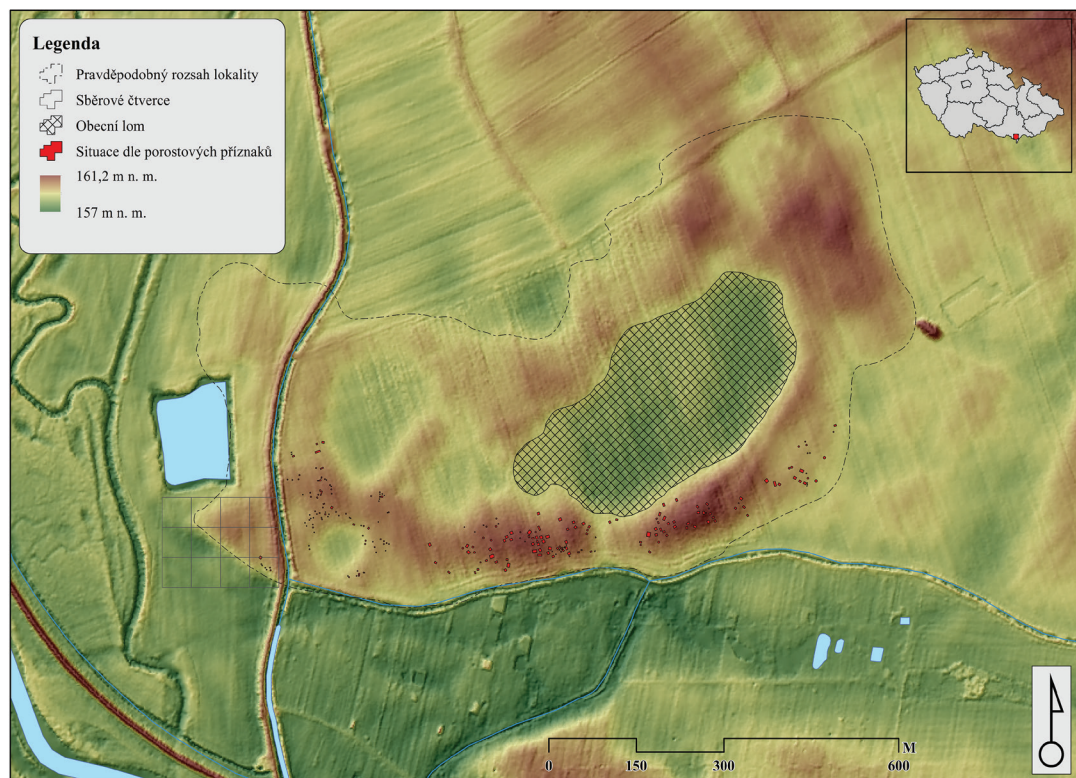 Legenda
Pravděpodobný rozsah lokality
Sběrové čtverce
Obecní lom
Situace dle porostových příznaků
161,2 m n. m.
157 m n. m.
M
0 150 300 600